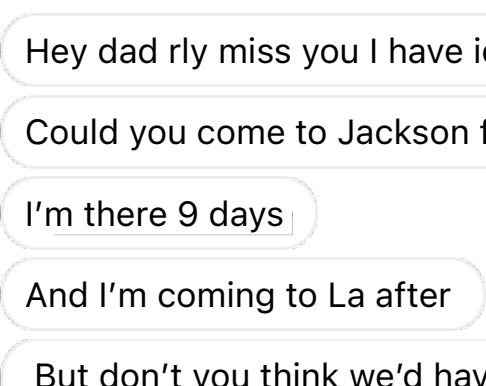 Hey dad rly miss you I have
Could you come to Jackson
I'm there 9 days
And I'm coming to La after
But don't you think we'd